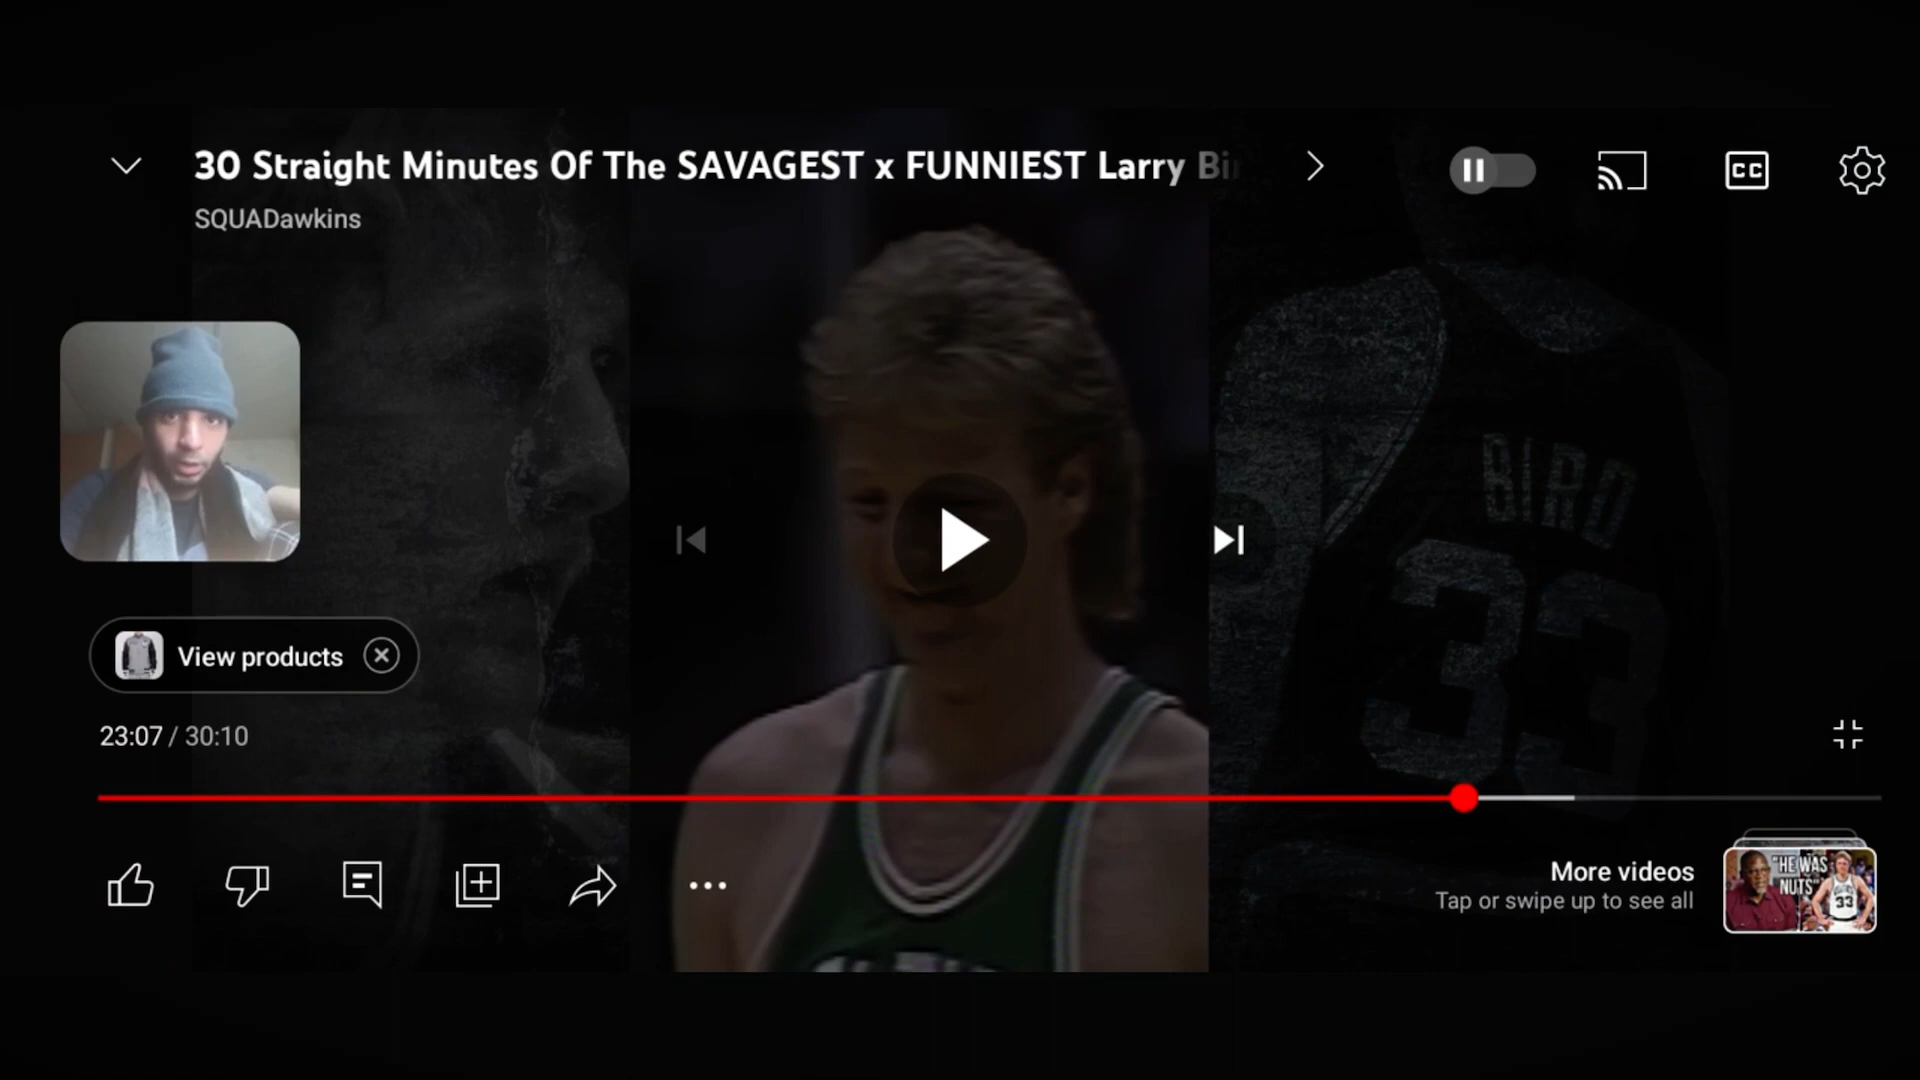 30 Straight Minutes Of The SAVAGEST x FUNNIEST Larry Bi
SQUADawkins
CC
BIRD
33
View products
23:07 / 30:10
More videos
Tap or swipe up to see all
"HE WAS
NUTS"
33